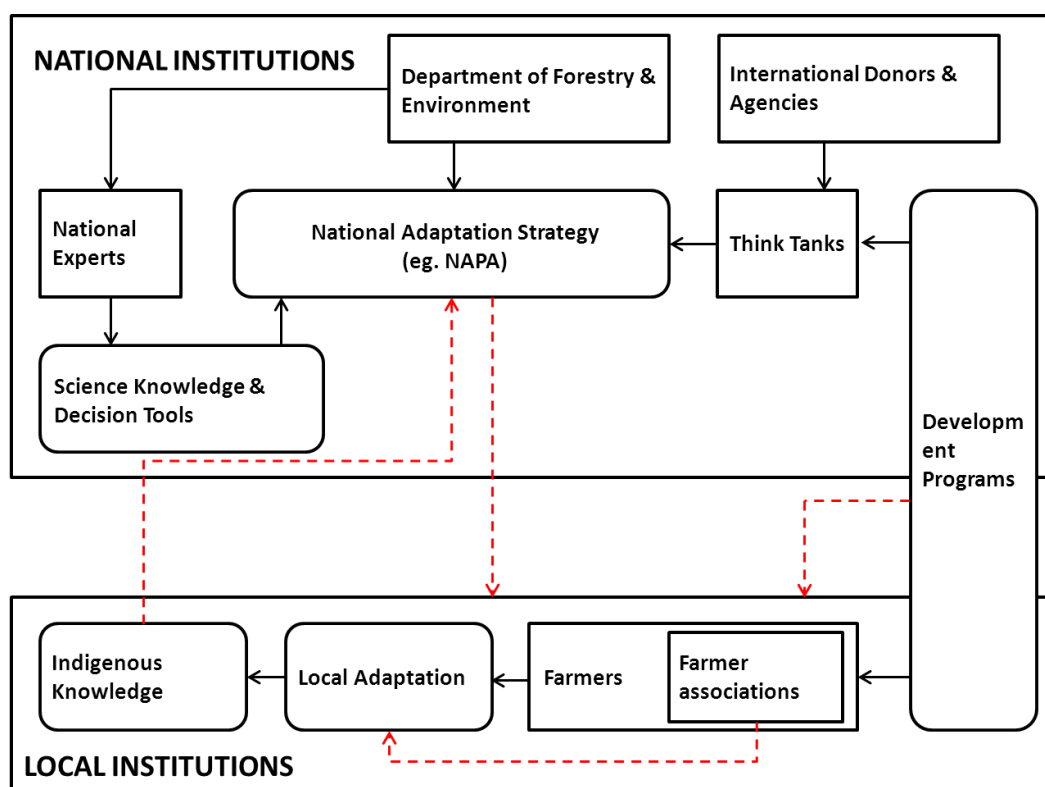 NATIONAL INSTITUTIONS
Department of Forestry &
Environment
International Donors &
Agencies
National
Experts
National Adaptation Strategy
(eg. NAPA)
Think Tanks
Science Knowledge &
Decision Tools
Developm
ent
Programs
Indigenous
Knowledge
Local Adaptation
Farmers
Farmer
associations
LOCAL INSTITUTIONS